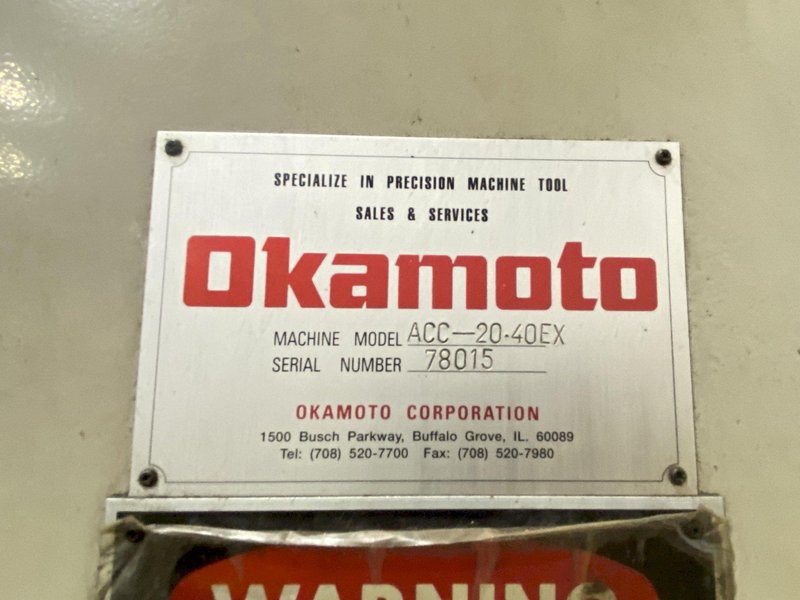 SPECIALIZE IN PRECISION MACHINE TOOL
SALES & SERVICES
Okamoto
MACHINE MODEL ACC-20·40EX
SERIAL NUMBER 78015
OKAMOTO CORPORATION
1500 Busch Parkway, Buffalo Grove, IL. 60089
Tel: (708) 520-7700 Fax: (708) 520-7980
WARNING